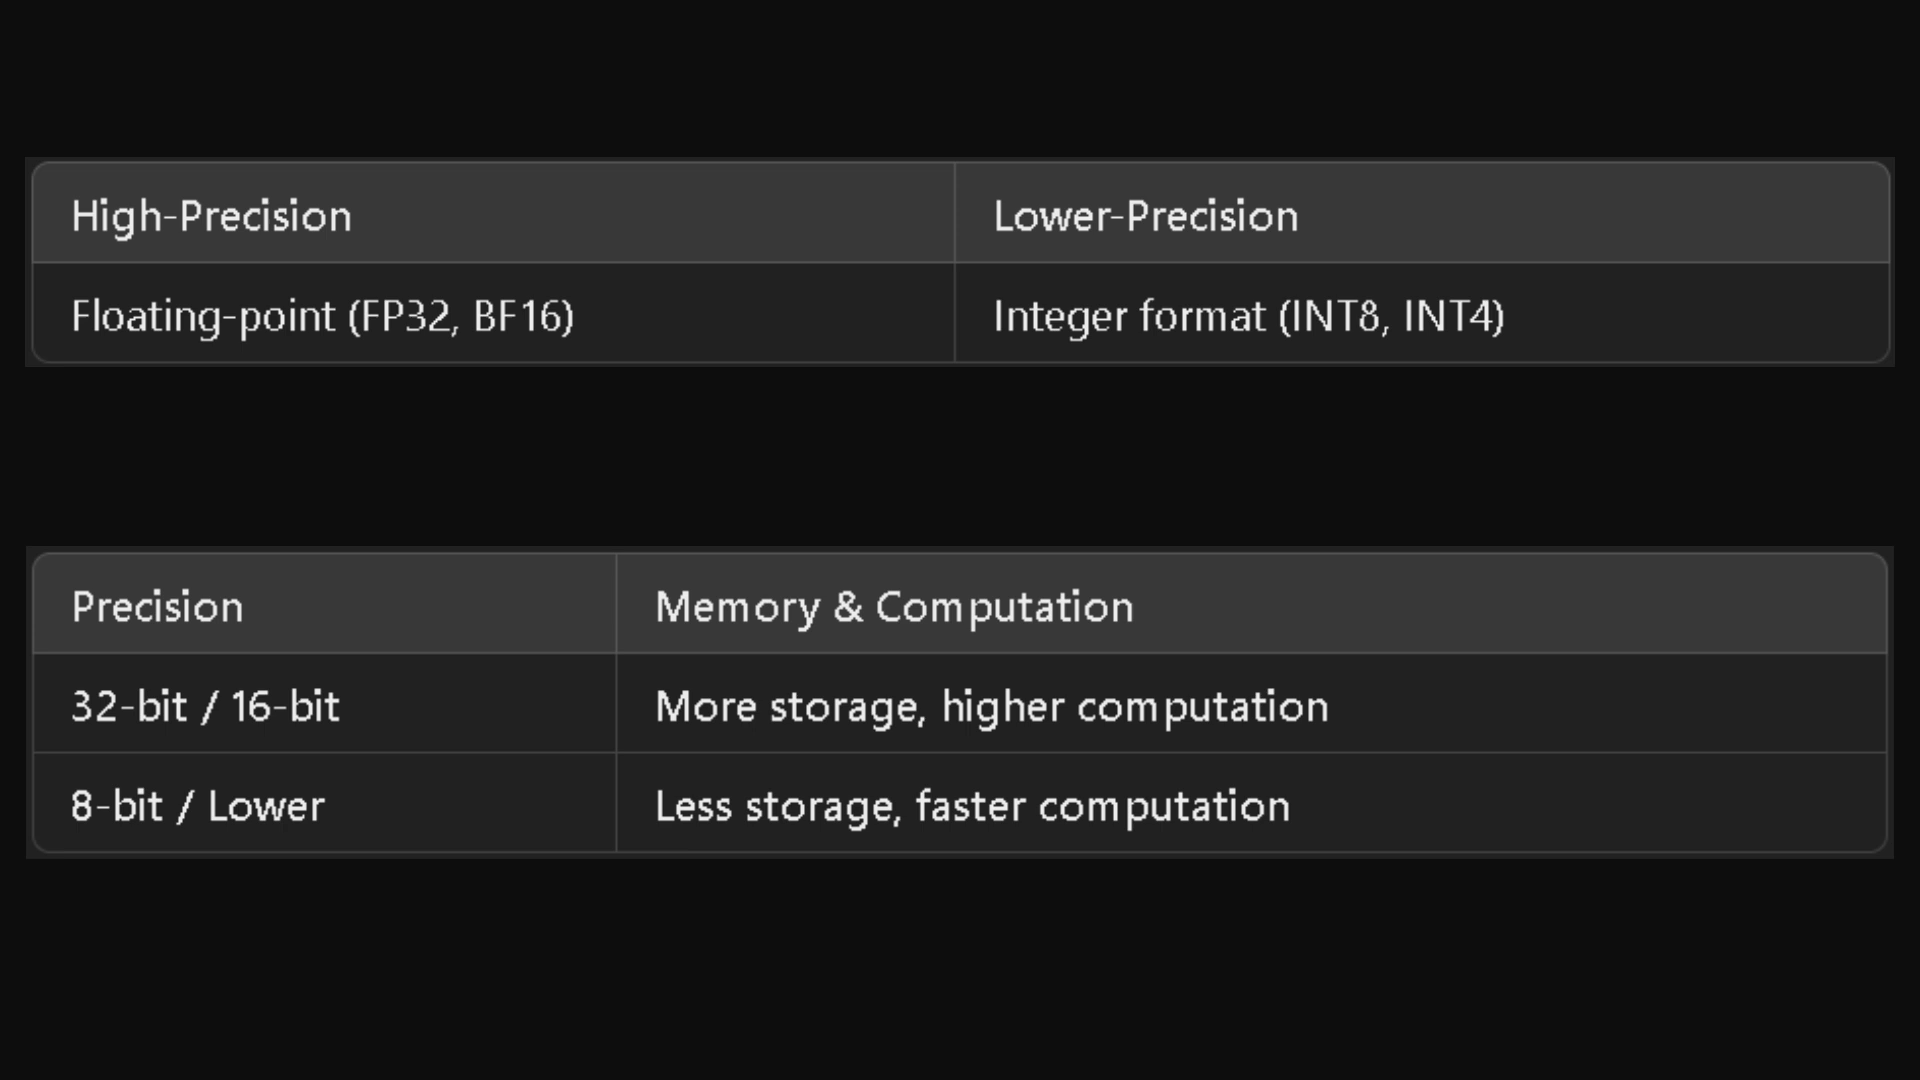 High-Precision Lower-Precision
Floating-point (FP32, BF16) Integer format (INT8, INT4)
Precision Memory & Computation
32-bit / 16-bit More storage, higher computation
8-bit / Lower Less storage, faster computation